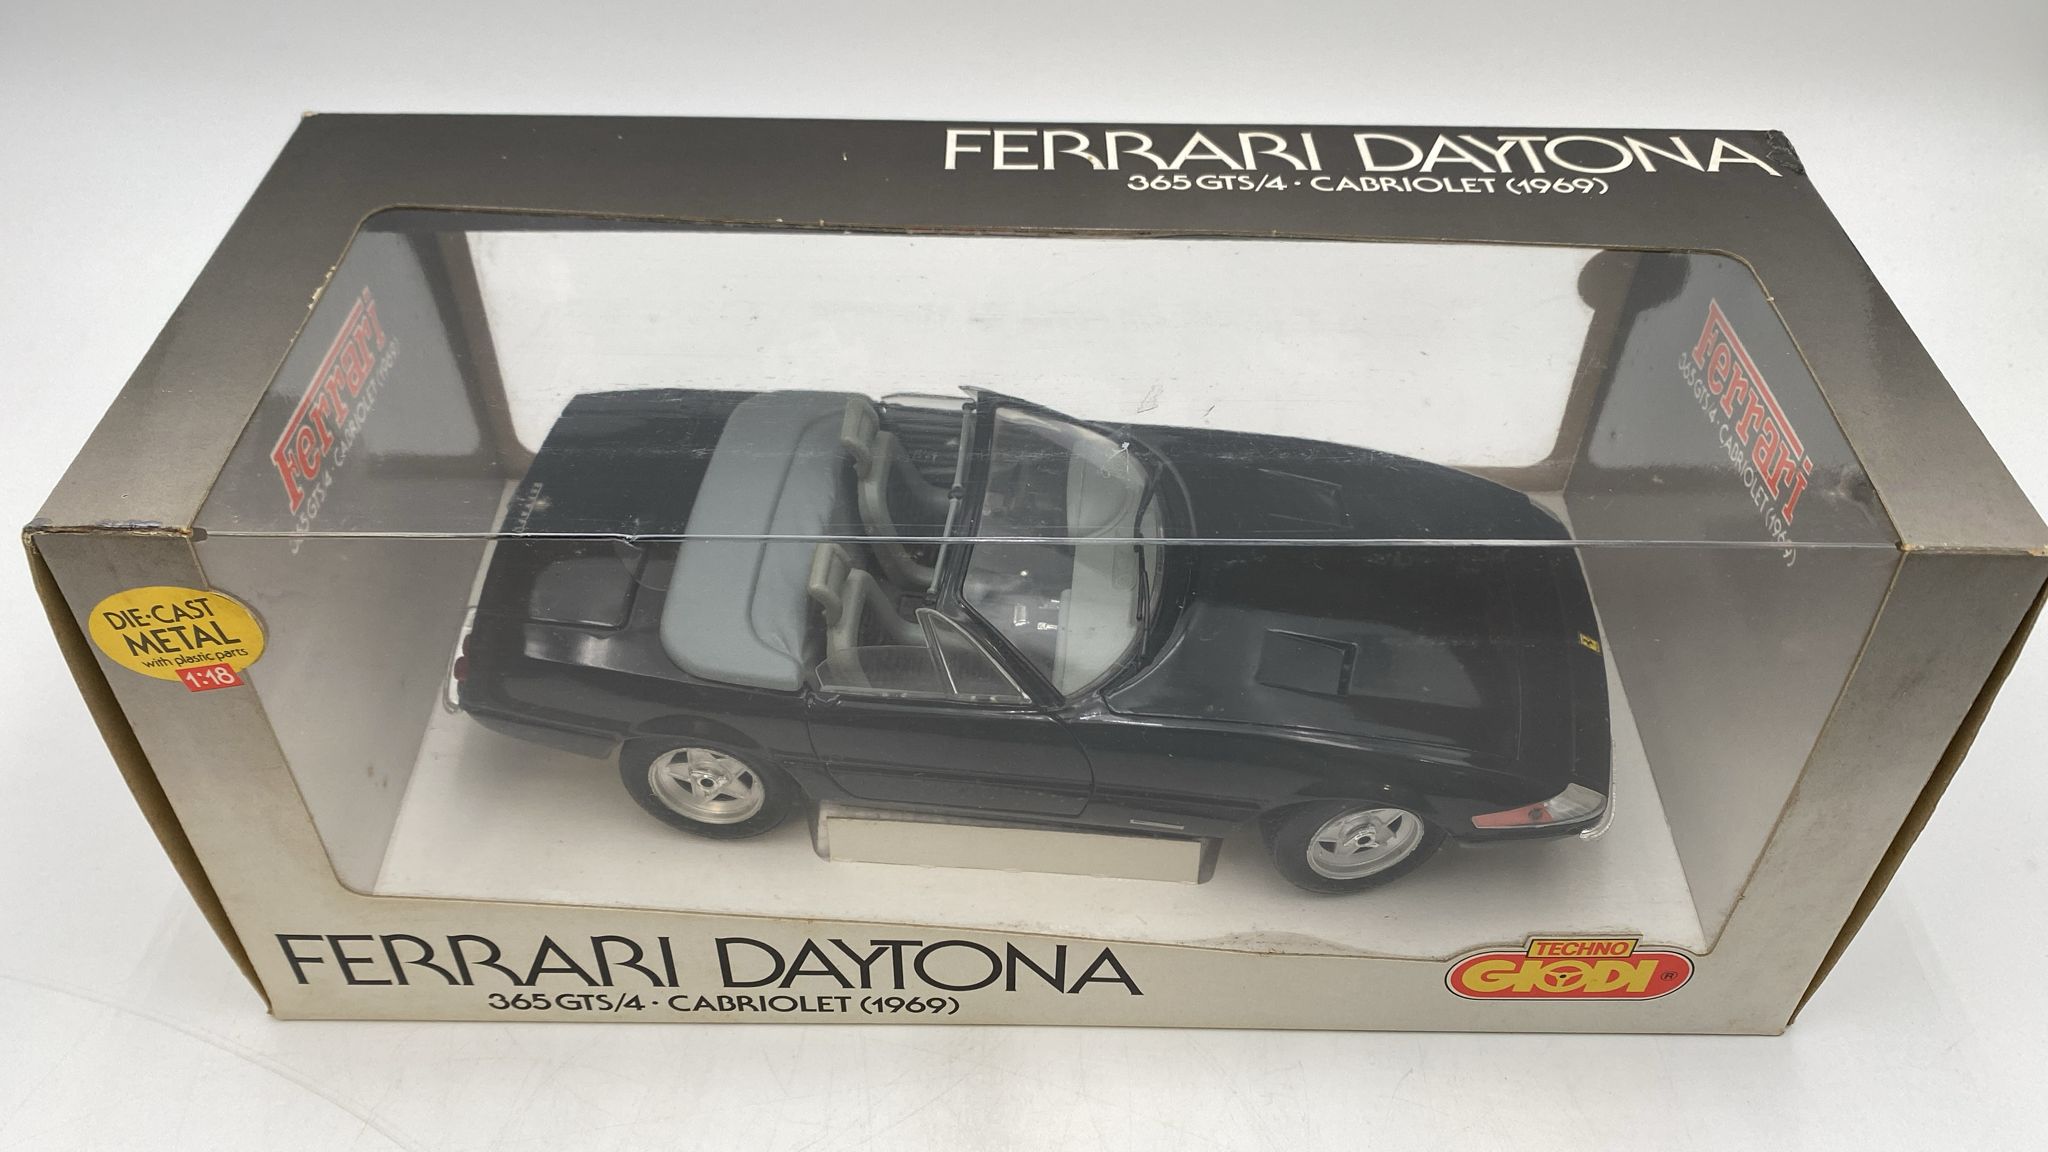 FERRARI DAYTONA
365 GTS/4 · CABRIOLET (1969)
Ferrari
365 GTS/4 · CABRIOLET (1969)
Ferrari
365 GTS/4 · CABRIOLET (1969)
DIE·CAST
METAL
with plastic parts
1:18
FERRARI DAYTONA
365 GTS/4 · CABRIOLET (1969)
TECHNO
GIODI ®